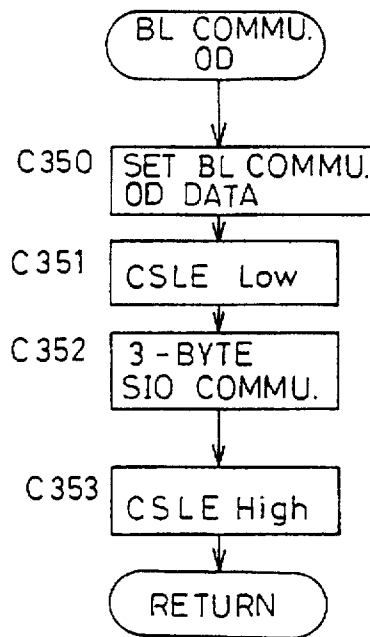 BL COMMU.
OD
C350
SET BL COMMU.
OD DATA
C351
CSLE Low
C352
3-BYTE
SIO COMMU.
C353
CSLE High
RETURN